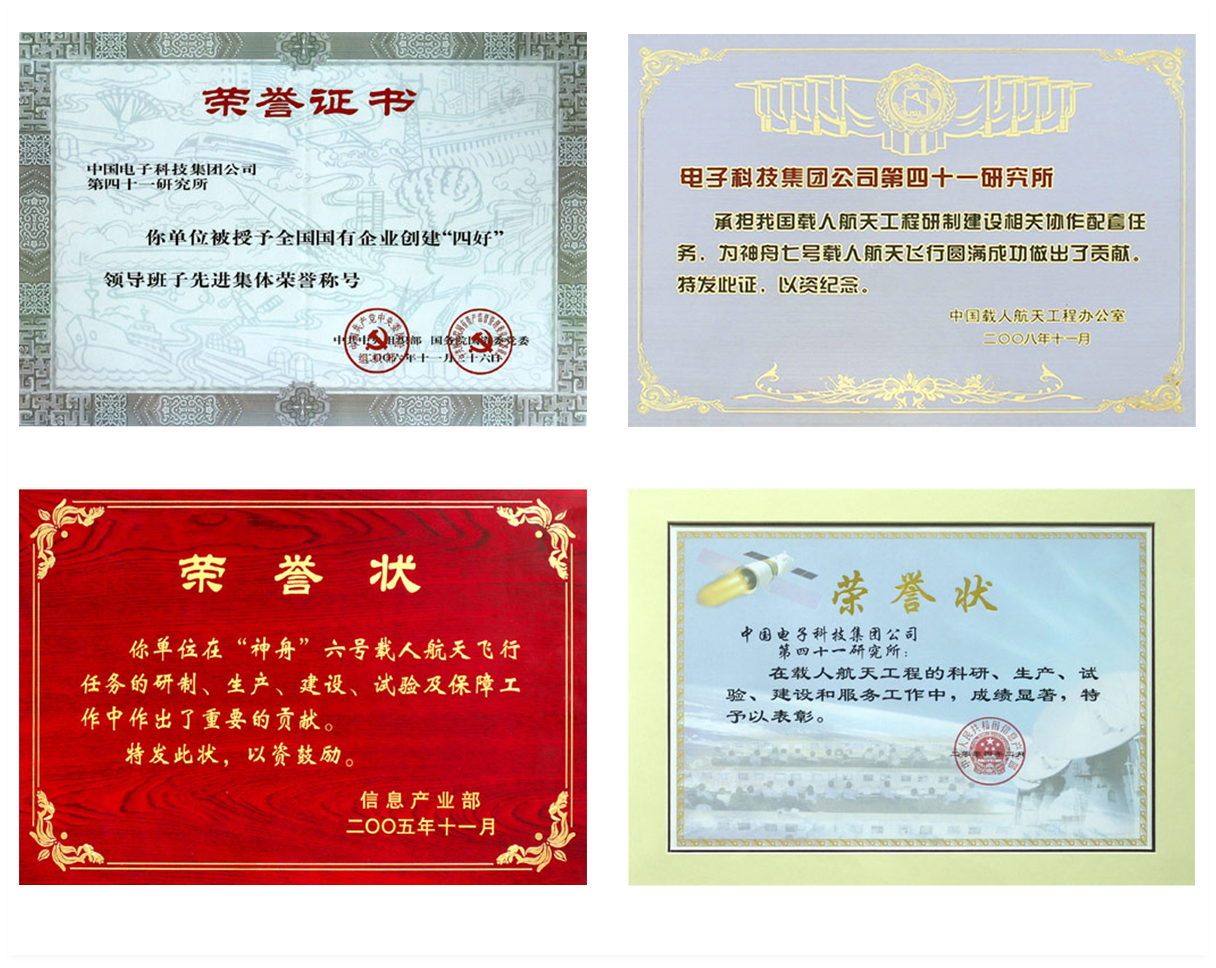 荣誉证书
中国电子科技集团公司
第四十一研究所
你单位被授予全国国有企业创建“四好”
领导班子先进集体荣誉称号
中共中央组织部 国务院国资委党委
二〇〇六年十一月二十六日
电子科技集团公司第四十一研究所
承担我国载人航天工程研制建设相关协作配套任
务，为神舟七号载人航天飞行圆满成功做出了贡献。
特发此证，以资纪念。
中国载人航天工程办公室
二〇〇八年十一月
荣誉状
你单位在“神舟”六号载人航天飞行
任务的研制、生产、建设、试验及保障工
作中作出了重要的贡献。
特发此状，以资鼓励。
信息产业部
二〇〇五年十一月
荣誉状
中国电子科技集团公司
第四十一研究所：
在载人航天工程的科研、生产、试
验、建设和服务工作中，成绩显著，特
予以表彰。